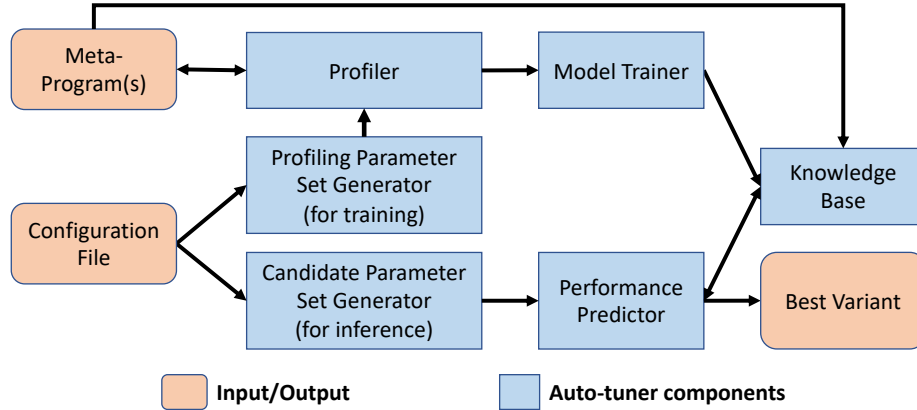 Meta-
Program(s)
Profiler
Model Trainer
Profiling Parameter
Set Generator
(for training)
Knowledge
Base
Configuration
File
Candidate Parameter
Set Generator
(for inference)
Performance
Predictor
Best Variant
Input/Output
Auto-tuner components